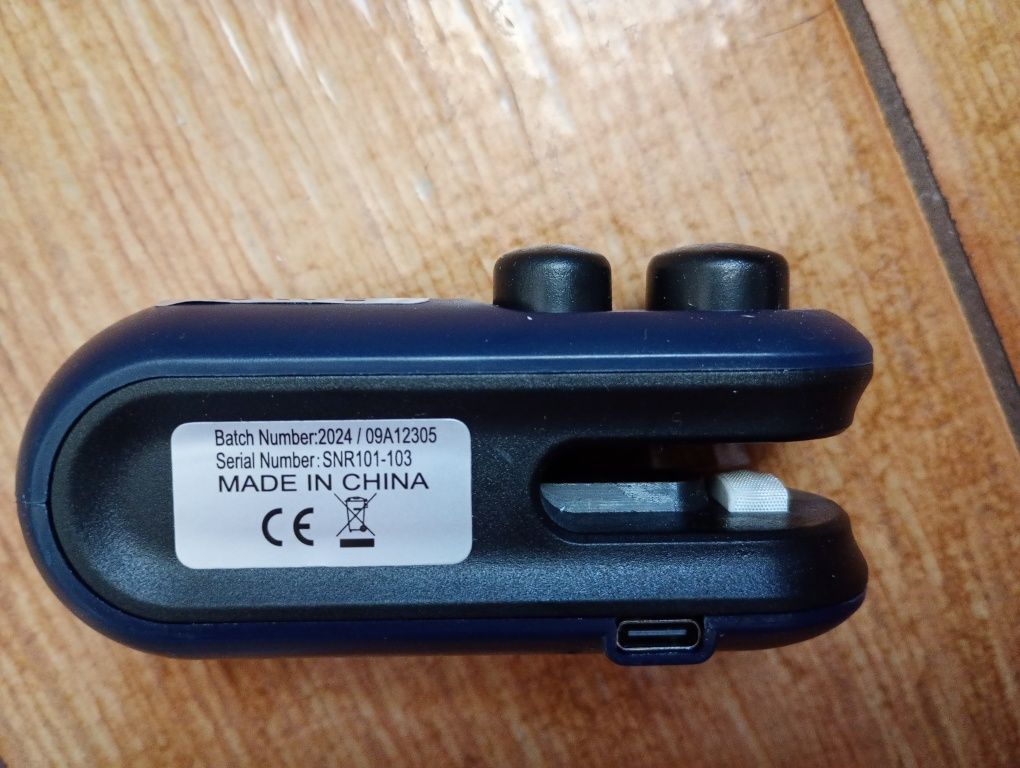 Batch Number:2024 / 09A12305
Serial Number:SNR101-103
MADE IN CHINA
CE